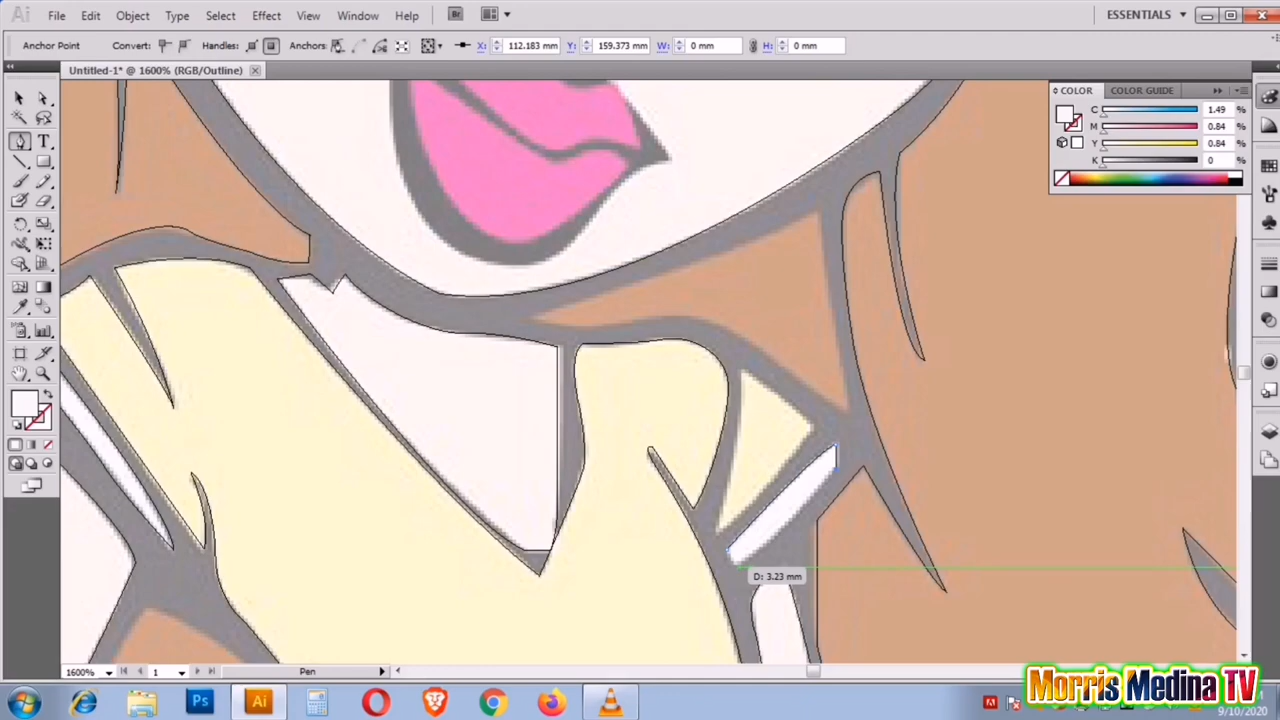 Ai File Edit Object Type Select Effect View Window Help Br ESSENTIALS
Anchor Point Convert: Handles: Anchors: X: 112.183 mm Y: 159.373 mm W: 0 mm H: 0 mm
Untitled-1* @ 1600% (RGB/Outline)
COLOR COLOR GUIDE
C 1.49 %
M 0.84 %
Y 0.84 %
K 0 %
T
D: 3.23 mm
1600% 1 Pen
Morris Medina TV
Ps Ai
9/10/2020